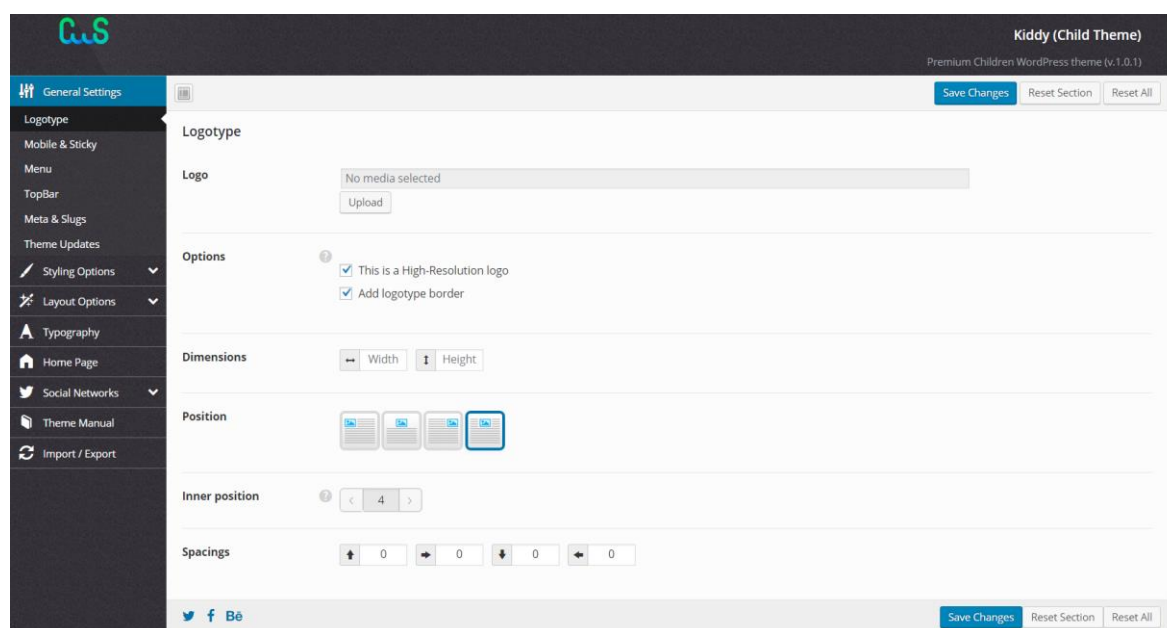 CWS
Kiddy (Child Theme)
Premium Children WordPress theme (v.1.0.1)
General Settings
Save Changes Reset Section Reset All
Logotype
Mobile & Sticky
Menu
TopBar
Meta & Slugs
Theme Updates
Styling Options
Layout Options
Typography
Home Page
Social Networks
Theme Manual
Import / Export
Logotype
Logo
No media selected
Upload
Options
This is a High-Resolution logo
Add logotype border
Dimensions
Width Height
Position
Inner position
4
Spacings
0 0 0 0
Bē
Save Changes Reset Section Reset All